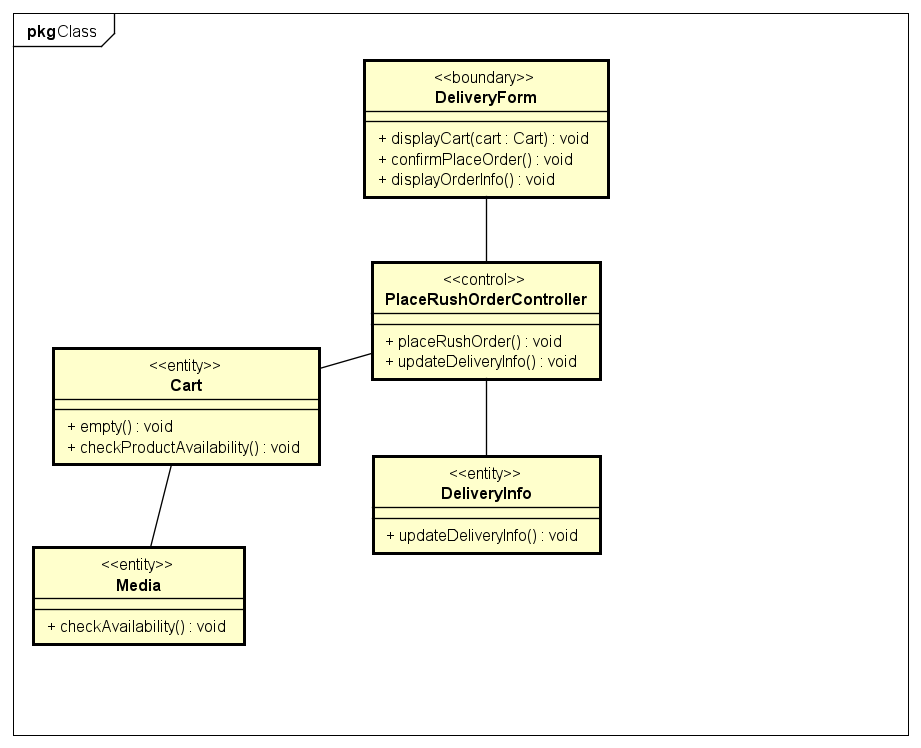 pkgClass
<<boundary>>
DeliveryForm
+ displayCart(cart : Cart) : void
+ confirmPlaceOrder() : void
+ displayOrderInfo() : void
<<control>>
PlaceRushOrderController
+ placeRushOrder() : void
+ updateDeliveryInfo() : void
<<entity>>
Cart
+ empty() : void
+ checkProductAvailability() : void
<<entity>>
DeliveryInfo
+ updateDeliveryInfo() : void
<<entity>>
Media
+ checkAvailability() : void